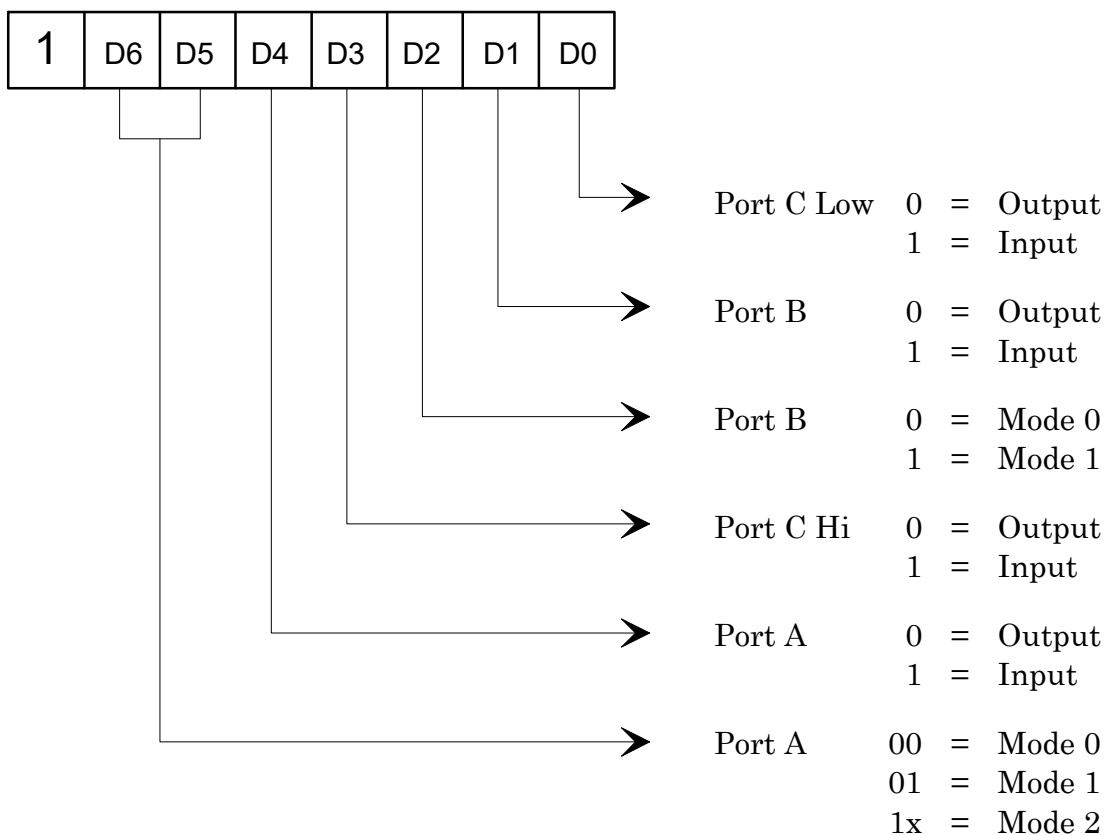 1 D6 D5 D4 D3 D2 D1 D0
Port C Low 0 = Output
1 = Input
Port B 0 = Output
1 = Input
Port B 0 = Mode 0
1 = Mode 1
Port C Hi 0 = Output
1 = Input
Port A 0 = Output
1 = Input
Port A 00 = Mode 0
01 = Mode 1
1x = Mode 2